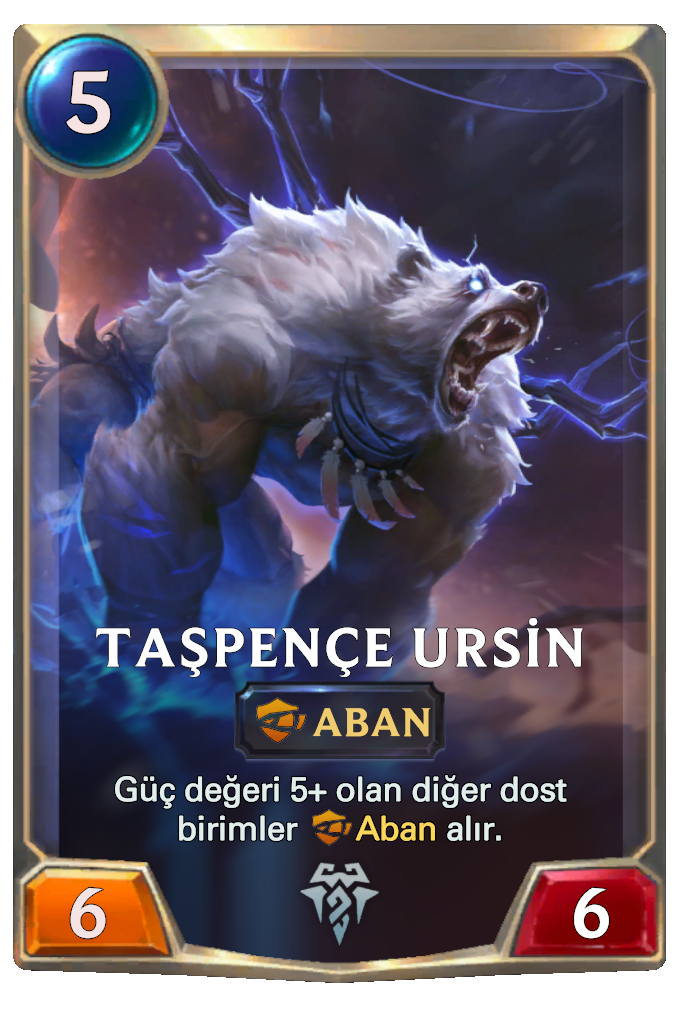 5
TAŞPENÇE URSİN
ABAN
Güç değeri 5+ olan diğer dost
birimler Aban alır.
6 6